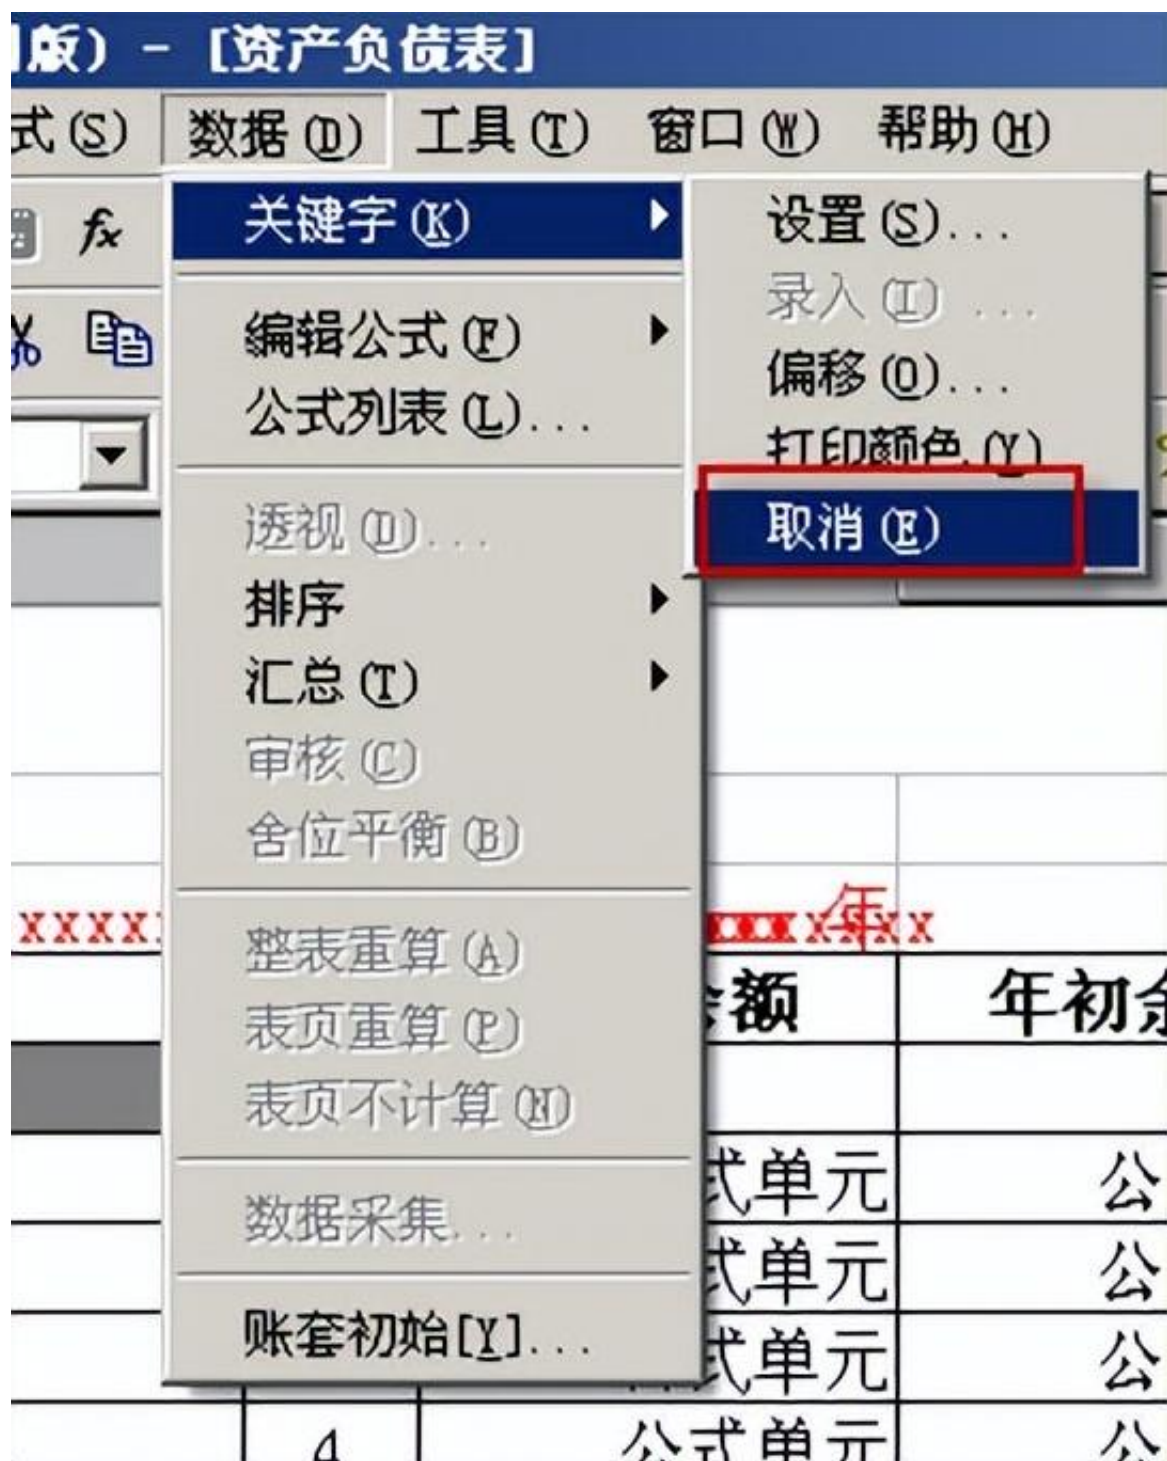 版) - [资产负债表]
式(S) 数据(D) 工具(T) 窗口(W) 帮助(H)
fx
关键字(K)
编辑公式(F)
公式列表(L)...
透视(D)...
排序
汇总(T)
审核(C)
舍位平衡(B)
整表重算(A)
表页重算(P)
表页不计算(N)
数据采集...
账套初始[Y]...
设置(S)...
录入(I) ...
偏移(O)...
打印颜色.(Y)
取消(E)
xxxx
年
额 年初
式单元 公
式单元 公
式单元 公
4 公式单元 公